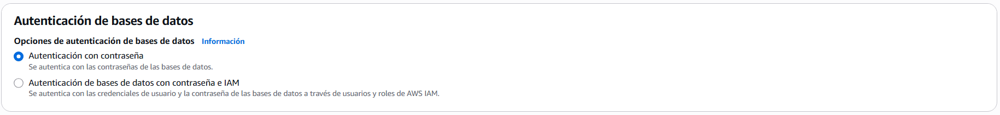 Autenticación de bases de datos
Opciones de autenticación de bases de datos Información
Autenticación con contraseña
Se autentica con las contraseñas de las bases de datos.
Autenticación de bases de datos con contraseña e IAM
Se autentica con las credenciales de usuario y la contraseña de las bases de datos a través de usuarios y roles de AWS IAM.